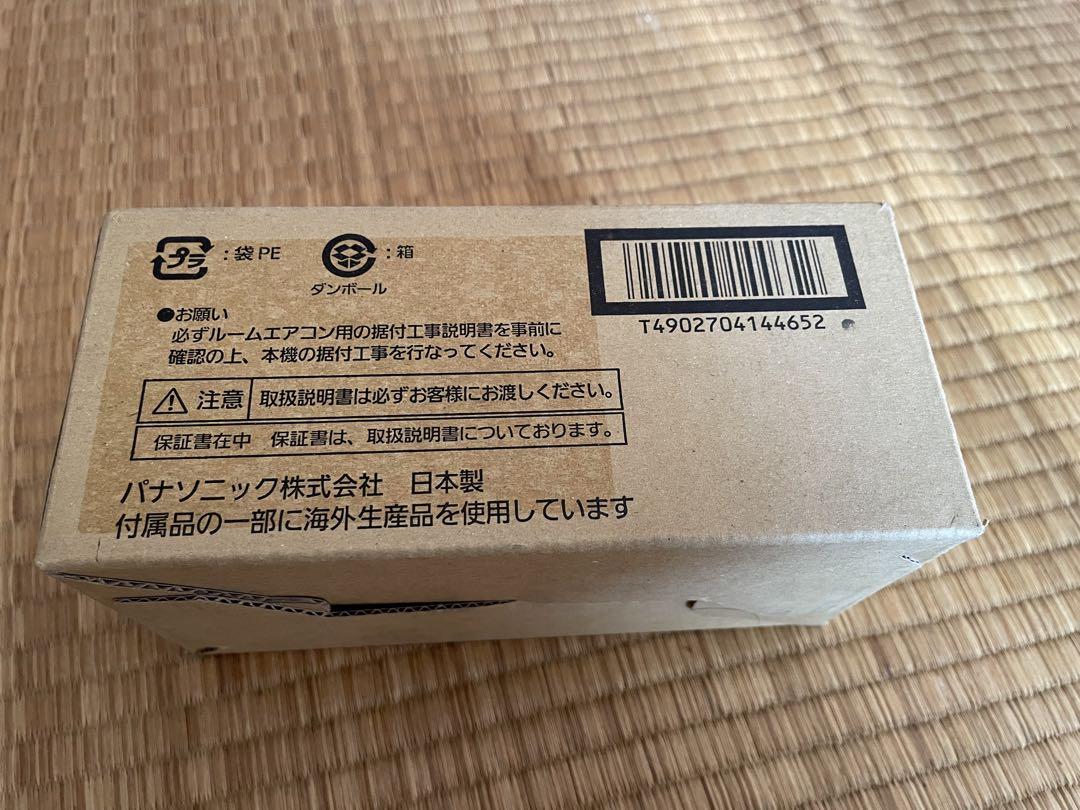 プラ :袋PE
:箱
ダンボール
●お願い
必ずルームエアコン用の据付工事説明書を事前に
確認の上、本機の据付工事を行なってください。
注意 取扱説明書は必ずお客様にお渡しください。
保証書在中 保証書は、取扱説明書についております。
パナソニック株式会社 日本製
付属品の一部に海外生産品を使用しています
T4902704144652